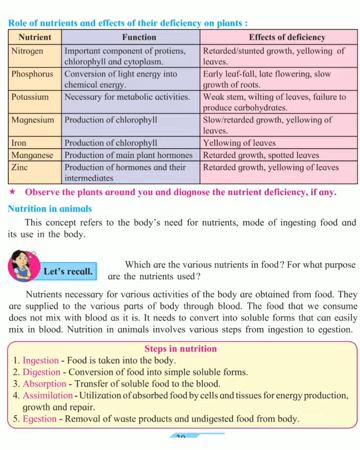 Role of nutrients and effects of their deficiency on plants :
Nutrient Function Effects of deficiency
Nitrogen Important component of protiens, Retarded/stunted growth, yellowing of
chlorophyll and cytoplasm. leaves.
Phosphorus Conversion of light energy into Early leaf-fall, late flowering, slow
chemical energy. growth of roots.
Potassium Necessary for metabolic activities. Weak stem, wilting of leaves, failure to
produce carbohydrates.
Magnesium Production of chlorophyll Slow/retarded growth, yellowing of
leaves.
Iron Production of chlorophyll Yellowing of leaves
Manganese Production of main plant hormones Retarded growth, spotted leaves
Zinc Production of hormones and their Retarded growth, yellowing of leaves
intermediates
★ Observe the plants around you and diagnose the nutrient deficiency, if any.
Nutrition in animals
This concept refers to the body's need for nutrients, mode of ingesting food and
its use in the body.
Let's recall.
Which are the various nutrients in food? For what purpose
are the nutrients used?
Nutrients necessary for various activities of the body are obtained from food. They
are supplied to the various parts of body through blood. The food that we consume
does not mix with blood as it is. It needs to convert into soluble forms that can easily
mix in blood. Nutrition in animals involves various steps from ingestion to egestion.
Steps in nutrition
1. Ingestion - Food is taken into the body.
2. Digestion - Conversion of food into simple soluble forms.
3. Absorption - Transfer of soluble food to the blood.
4. Assimilation - Utilization of absorbed food by cells and tissues for energy production,
growth and repair.
5. Egestion - Removal of waste products and undigested food from body.